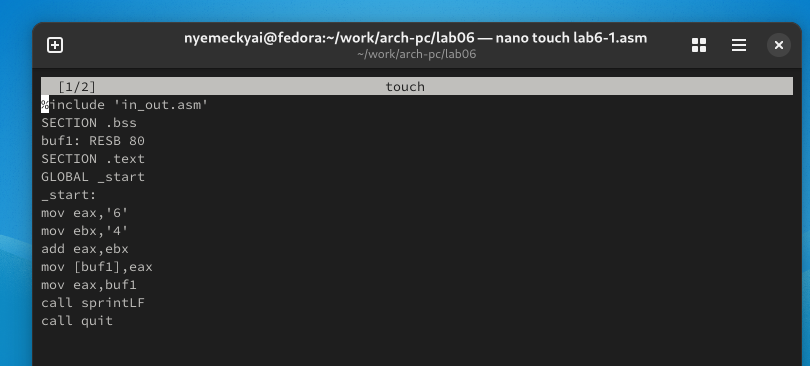 nyemeckyai@fedora:~/work/arch-pc/lab06 — nano touch lab6-1.asm
~/work/arch-pc/lab06
[1/2] touch
%include 'in_out.asm'
SECTION .bss
buf1: RESB 80
SECTION .text
GLOBAL _start
_start:
mov eax,'6'
mov ebx,'4'
add eax,ebx
mov [buf1],eax
mov eax,buf1
call sprintLF
call quit